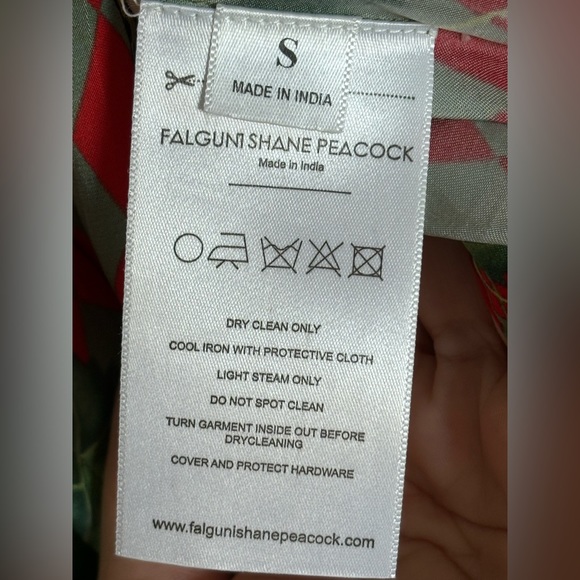 S
MADE IN INDIA
FALGUNI SHANE PEACOCK
Made in India
DRY CLEAN ONLY
COOL IRON WITH PROTECTIVE CLOTH
LIGHT STEAM ONLY
DO NOT SPOT CLEAN
TURN GARMENT INSIDE OUT BEFORE
DRYCLEANING
COVER AND PROTECT HARDWARE
www.falgunishanepeacock.com